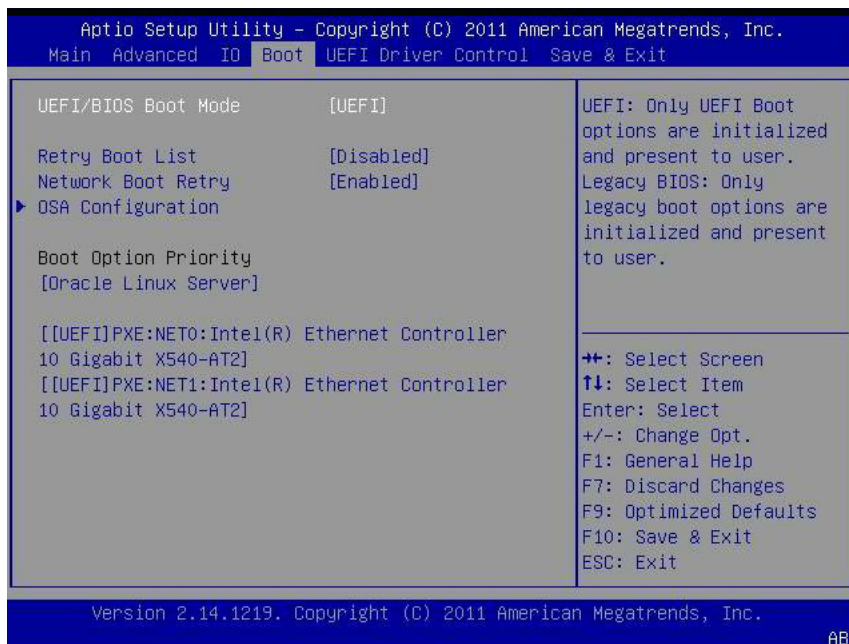 Aptio Setup Utility – Copyright (C) 2011 American Megatrends, Inc.
Main Advanced IO Boot UEFI Driver Control Save & Exit
UEFI/BIOS Boot Mode [UEFI]
Retry Boot List [Disabled]
Network Boot Retry [Enabled]
OSA Configuration
Boot Option Priority
[Oracle Linux Server]
[[UEFI]PXE:NET0:Intel(R) Ethernet Controller
10 Gigabit X540-AT2]
[[UEFI]PXE:NET1:Intel(R) Ethernet Controller
10 Gigabit X540-AT2]
UEFI: Only UEFI Boot
options are initialized
and present to user.
Legacy BIOS: Only
legacy boot options are
initialized and present
to user.
→←: Select Screen
↑↓: Select Item
Enter: Select
+/-: Change Opt.
F1: General Help
F7: Discard Changes
F9: Optimized Defaults
F10: Save & Exit
ESC: Exit
Version 2.14.1219. Copyright (C) 2011 American Megatrends, Inc.
AB